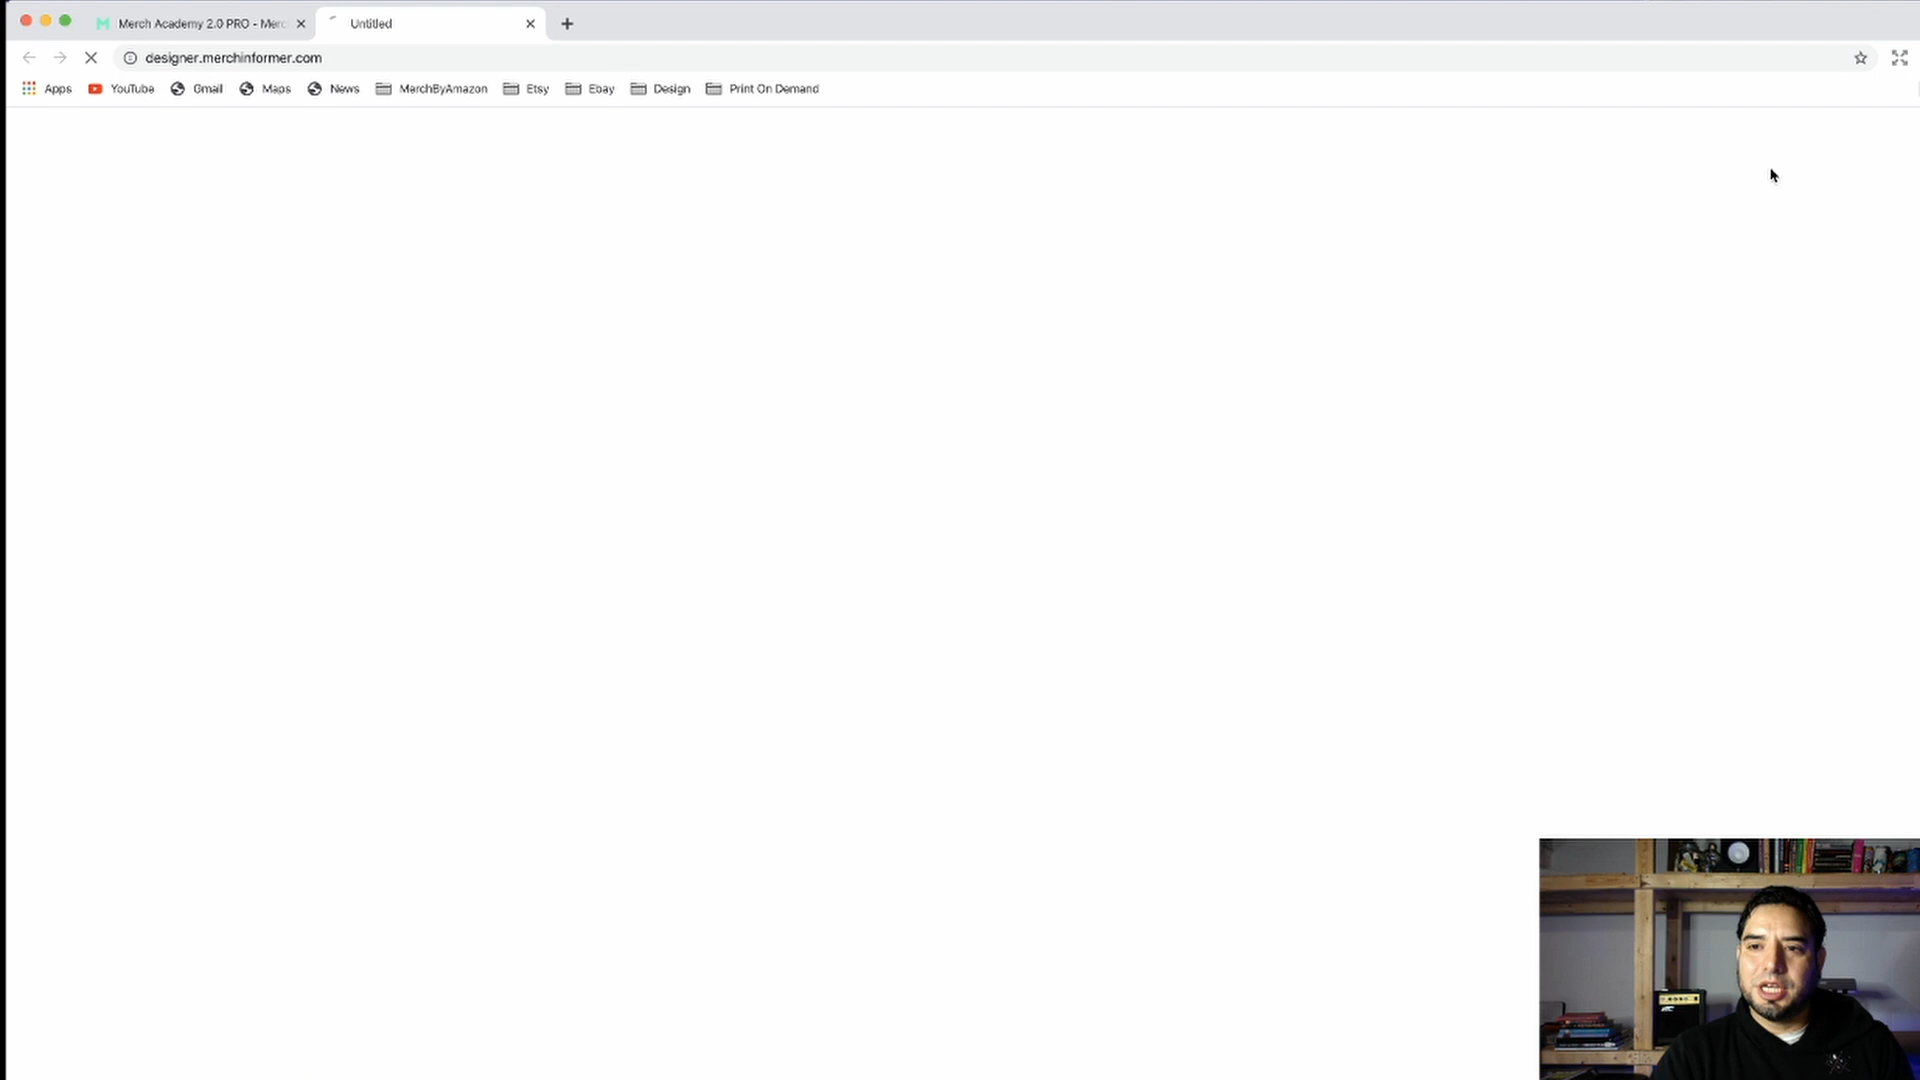 Merch Academy 2.0 PRO - Merc
Untitled
designer.merchinformer.com
Apps
YouTube
Gmail
Maps
News
MerchByAmazon
Etsy
Ebay
Design
Print On Demand